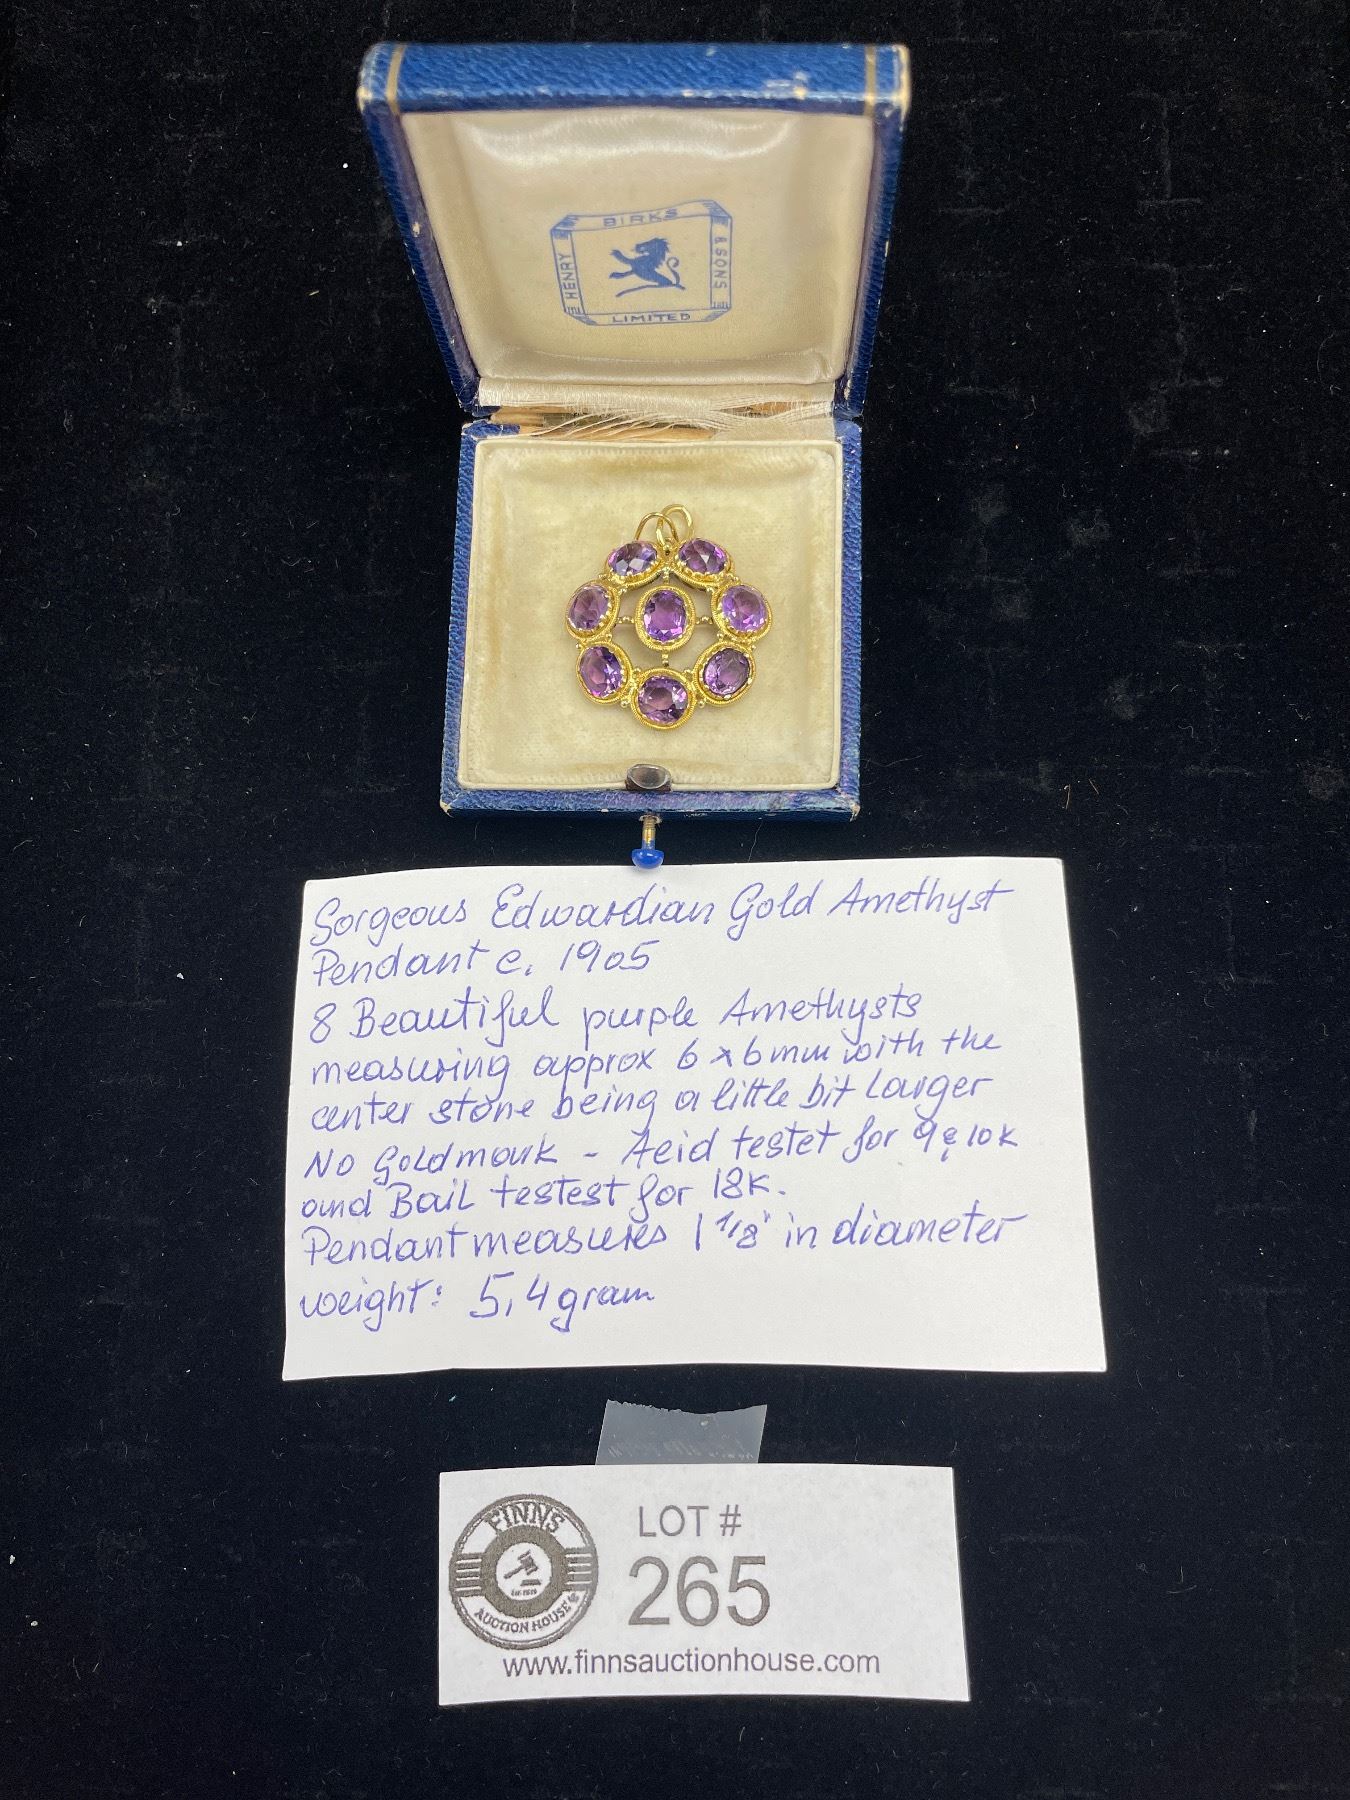 BIRKS
HENRY
& SONS
LIMITED
Gorgeous Edwardian Gold Amethyst
Pendant c. 1905
8 Beautiful purple Amethysts
measuring approx 6 x 6 mm with the
center stone being a little bit Larger
No Goldmark - Acid testet for 9 & 10K
and Bail testest for 18K.
Pendant measures 1 1/8" in diameter
weight: 5,4 gram
FINNS
AUCTION HOUSE
LOT #
265
www.finnsauctionhouse.com